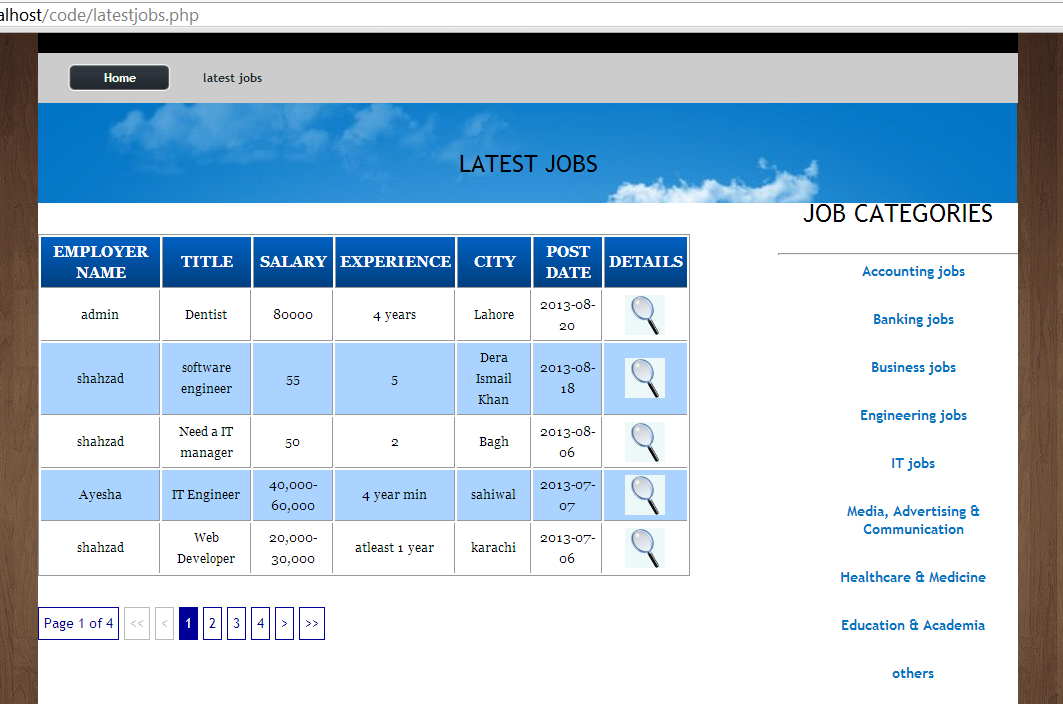 alhost/code/latestjobs.php
Home latest jobs
LATEST JOBS
JOB CATEGORIES
EMPLOYER NAME TITLE SALARY EXPERIENCE CITY POST DATE DETAILS
admin Dentist 80000 4 years Lahore 2013-08-20
shahzad software engineer 55 5 Dera Ismail Khan 2013-08-18
shahzad Need a IT manager 50 2 Bagh 2013-08-06
Ayesha IT Engineer 40,000-60,000 4 year min sahiwal 2013-07-07
shahzad Web Developer 20,000-30,000 atleast 1 year karachi 2013-07-06
Page 1 of 4 << < 1 2 3 4 > >>
Accounting jobs
Banking jobs
Business jobs
Engineering jobs
IT jobs
Media, Advertising &
Communication
Healthcare & Medicine
Education & Academia
others